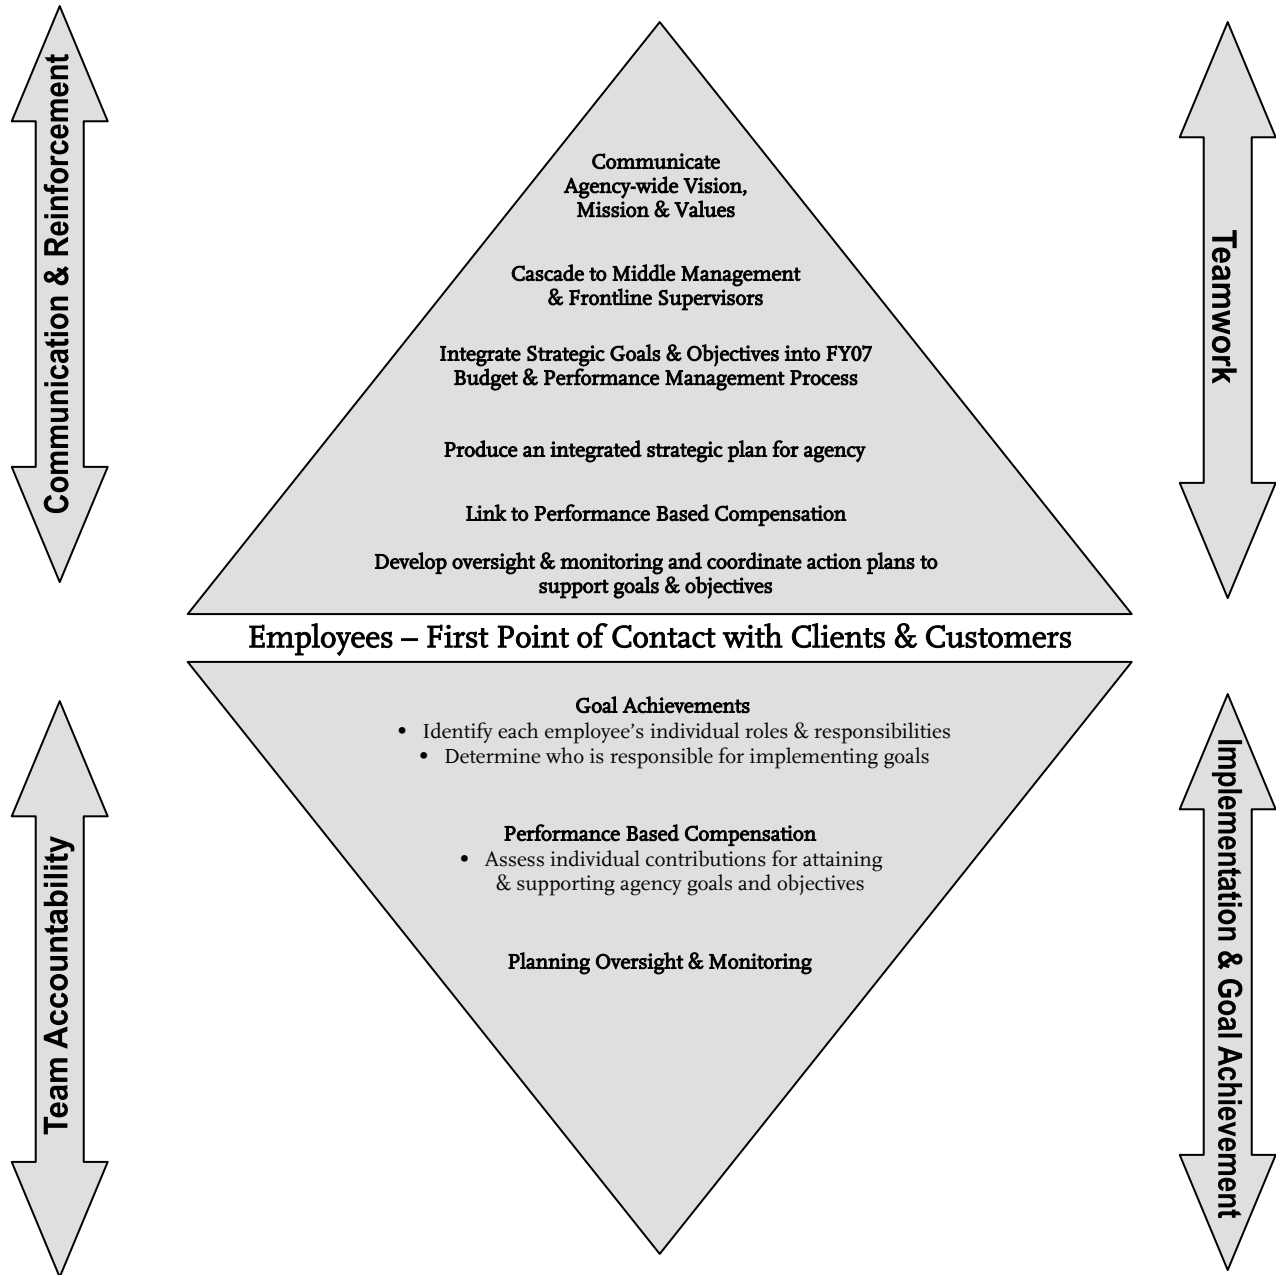 Communication & Reinforcement
Communicate
Agency-wide Vision,
Mission & Values
Cascade to Middle Management
& Frontline Supervisors
Integrate Strategic Goals & Objectives into FY07
Budget & Performance Management Process
Produce an integrated strategic plan for agency
Link to Performance Based Compensation
Develop oversight & monitoring and coordinate action plans to
support goals & objectives
Teamwork
Employees – First Point of Contact with Clients & Customers
Team Accountability
Goal Achievements
• Identify each employee’s individual roles & responsibilities
• Determine who is responsible for implementing goals
Performance Based Compensation
• Assess individual contributions for attaining
& supporting agency goals and objectives
Planning Oversight & Monitoring
Implementation & Goal Achievement